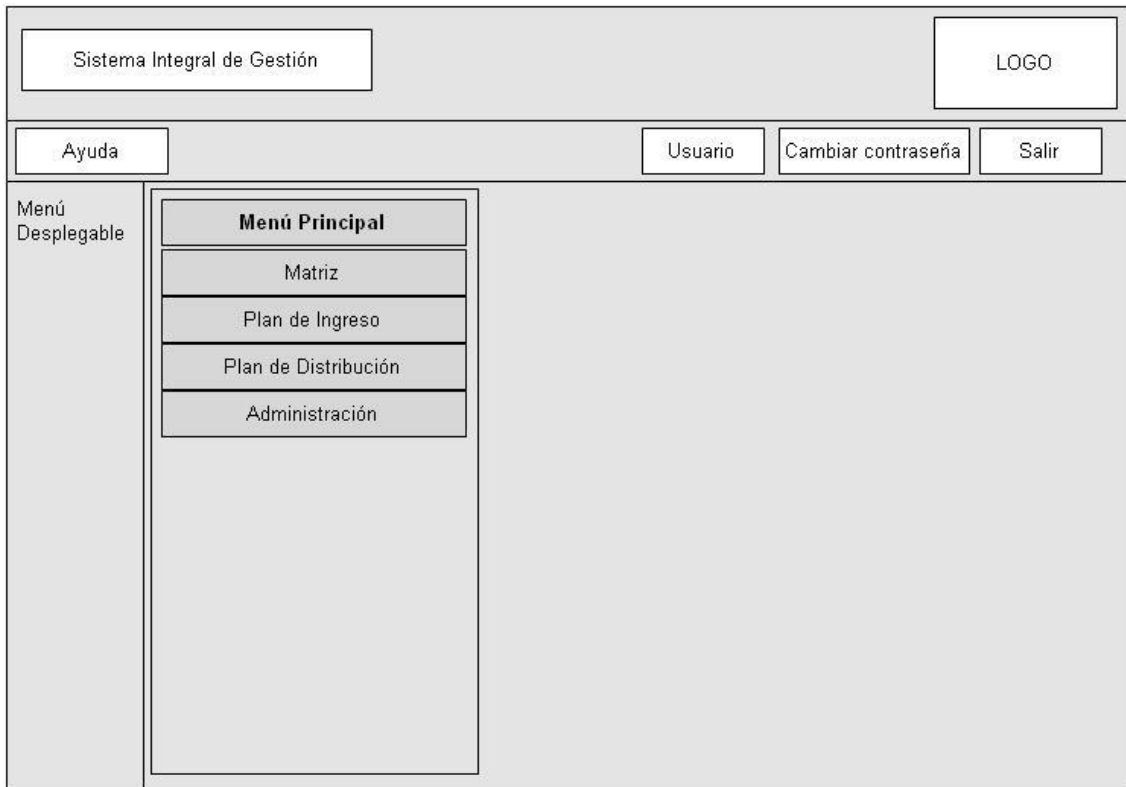 Sistema Integral de Gestión
LOGO
Ayuda
Usuario
Cambiar contraseña
Salir
Menú
Desplegable
Menú Principal
Matriz
Plan de Ingreso
Plan de Distribución
Administración